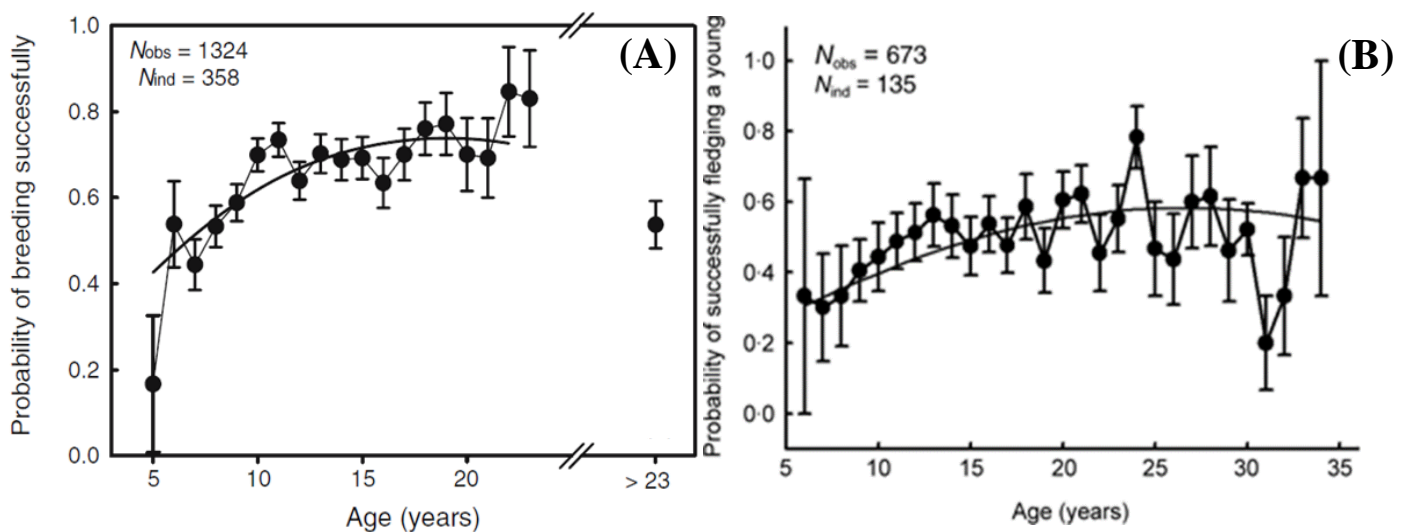 (A)
Nobs = 1324
Nind = 358
Probability of breeding successfully
1.0
0.8
0.6
0.4
0.2
0.0
5
10
15
20
> 23
Age (years)
(B)
Nobs = 673
Nind = 135
Probability of successfully fledging a young
1·0
0·8
0·6
0·4
0·2
0·0
5
10
15
20
25
30
35
Age (years)